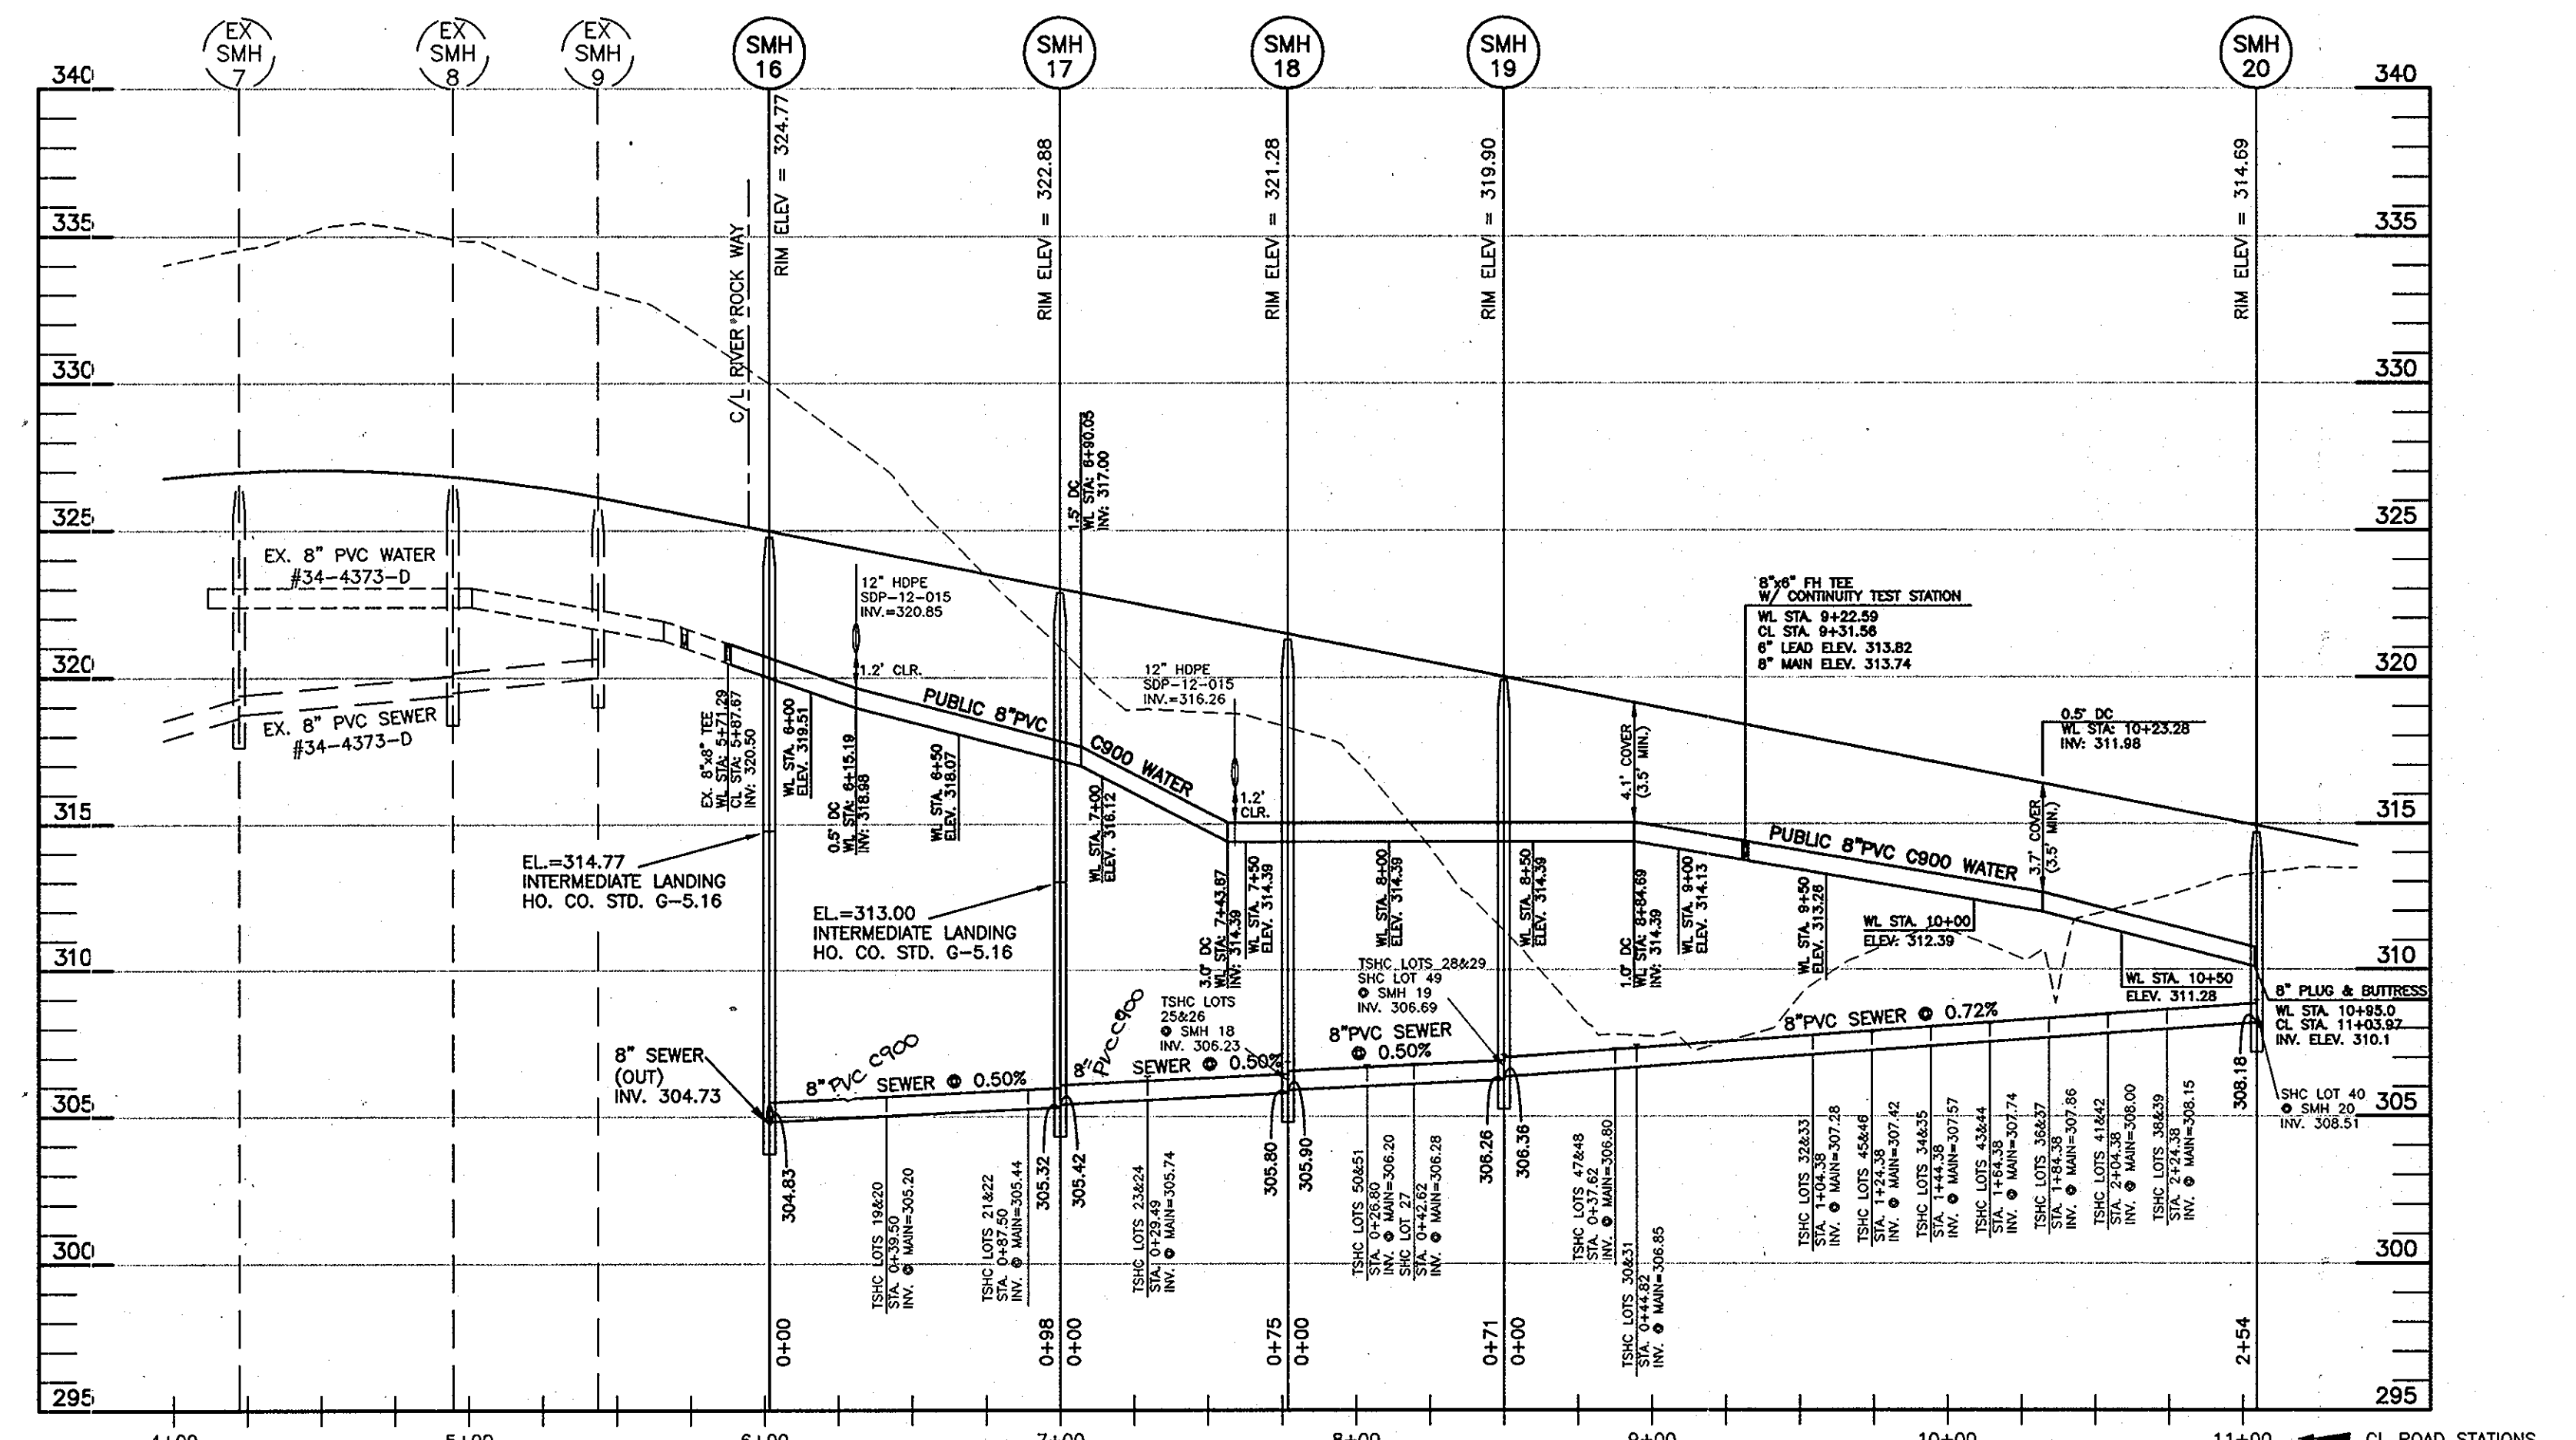 EX
SMH
7
EX
SMH
8
EX
SMH
9
SMH
16
SMH
17
SMH
18
SMH
19
SMH
20
340
335
330
325
320
315
310
305
300
295
340
335
330
325
320
315
310
305
300
295
C/L RIVER ROCK WAY
RIM ELEV = 324.77
RIM ELEV = 322.88
RIM ELEV = 321.28
RIM ELEV = 319.90
RIM ELEV = 314.69
EX. 8" PVC WATER
#34-4373-D
EX. 8" PVC SEWER
#34-4373-D
EX. 8"x8" TEE
WL STA: 5+71.29
CL STA: 5+87.67
INV: 320.50
WL STA. 6+00
ELEV. 319.51
12" HDPE
SDP-12-015
INV.=320.85
1.2' CLR.
0.5' DC
WL STA: 6+15.19
INV: 318.98
WL STA. 6+50
ELEV. 318.07
PUBLIC 8"PVC C900 WATER
1.5' DC
WL STA: 6+90.05
INV: 317.00
WL STA. 7+00
ELEV. 316.12
12" HDPE
SDP-12-015
INV.=316.26
1.2'
CLR.
3.0' DC
WL STA: 7+43.87
INV: 314.39
WL STA. 7+50
ELEV. 314.39
WL STA. 8+00
ELEV. 314.39
WL STA. 8+50
ELEV. 314.39
4.1' COVER
(3.5' MIN.)
1.0' DC
WL STA: 8+84.69
INV: 314.39
WL STA. 9+00
ELEV. 314.13
8"x6" FH TEE
W/ CONTINUITY TEST STATION
WL STA. 9+22.59
CL STA. 9+31.56
6" LEAD ELEV. 313.82
8" MAIN ELEV. 313.74
PUBLIC 8"PVC C900 WATER
WL STA. 9+50
ELEV. 313.26
WL STA. 10+00
ELEV: 312.39
0.5' DC
WL STA: 10+23.28
INV: 311.98
3.7' COVER
(3.5' MIN.)
WL STA. 10+50
ELEV. 311.28
8" PLUG & BUTTRESS
WL STA. 10+95.0
CL STA. 11+03.97
INV. ELEV. 310.1
EL.=314.77
INTERMEDIATE LANDING
HO. CO. STD. G-5.16
EL.=313.00
INTERMEDIATE LANDING
HO. CO. STD. G-5.16
8" SEWER
(OUT)
INV. 304.73
8" PVC C900
SEWER @ 0.50%
8" PVC C900
SEWER @ 0.50%
TSHC LOTS
25&26
@ SMH 18
INV. 306.23
TSHC LOTS 28&29
SHC LOT 49
@ SMH 19
INV. 306.69
8"PVC SEWER
@ 0.50%
8"PVC SEWER @ 0.72%
304.83
305.32
305.42
305.80
305.90
306.26
306.36
308.18
SHC LOT 40
@ SMH 20
INV. 308.51
TSHC LOTS 19&20
STA. 0+39.50
INV. @ MAIN=305.20
TSHC LOTS 21&22
STA. 0+87.50
INV. @ MAIN=305.44
TSHC LOTS 23&24
STA. 0+29.49
INV. @ MAIN=305.74
TSHC LOTS 50&51
STA. 0+26.80
INV. @ MAIN=306.20
SHC LOT 27
STA. 0+42.62
INV. @ MAIN=306.28
TSHC LOTS 47&48
STA. 0+37.62
INV. @ MAIN=306.80
TSHC LOTS 30&31
STA. 0+44.82
INV. @ MAIN=306.85
TSHC LOTS 32&33
STA. 1+04.38
INV. @ MAIN=307.28
TSHC LOTS 45&46
STA. 1+24.38
INV. @ MAIN=307.42
TSHC LOTS 34&35
STA. 1+44.38
INV. @ MAIN=307.57
TSHC LOTS 43&44
STA. 1+64.38
INV. @ MAIN=307.74
TSHC LOTS 36&37
STA. 1+84.38
INV. @ MAIN=307.86
TSHC LOTS 41&42
STA. 2+04.38
INV. @ MAIN=308.00
TSHC LOTS 38&39
STA. 2+24.38
INV. @ MAIN=308.15
0+00
0+98
0+00
0+75
0+00
0+71
0+00
2+54
4+00
5+00
6+00
7+00
8+00
9+00
10+00
11+00
CL ROAD STATIONS